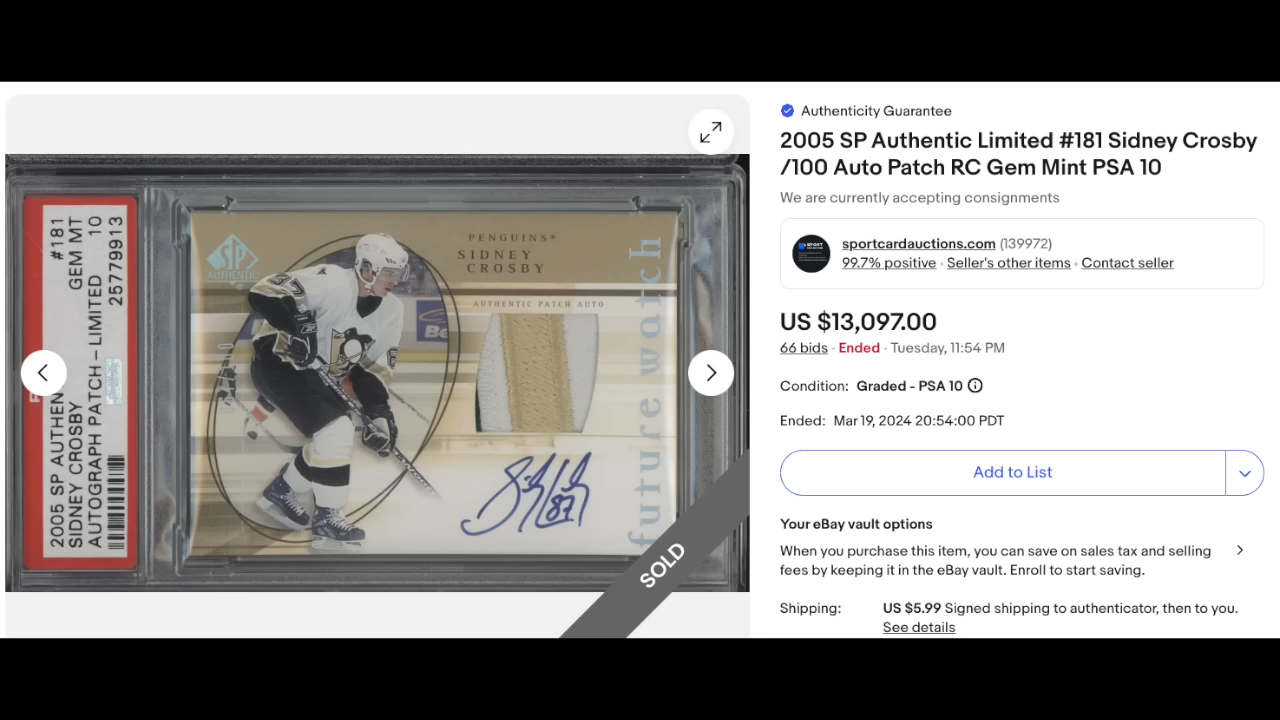 #181
GEM MT
10
25779913
2005 SP AUTHEN
SIDNEY CROSBY
AUTOGRAPH PATCH – LIMITED
SP
AUTHENTIC
PENGUINS
SIDNEY
CROSBY
AUTHENTIC PATCH AUTO
future watch
87
SOLD
Authenticity Guarantee
2005 SP Authentic Limited #181 Sidney Crosby
/100 Auto Patch RC Gem Mint PSA 10
We are currently accepting consignments
sportcardauctions.com (139972)
99.7% positive · Seller's other items · Contact seller
US $13,097.00
66 bids · Ended · Tuesday, 11:54 PM
Condition: Graded - PSA 10
Ended: Mar 19, 2024 20:54:00 PDT
Add to List
Your eBay vault options
When you purchase this item, you can save on sales tax and selling
fees by keeping it in the eBay vault. Enroll to start saving.
Shipping: US $5.99 Signed shipping to authenticator, then to you.
See details